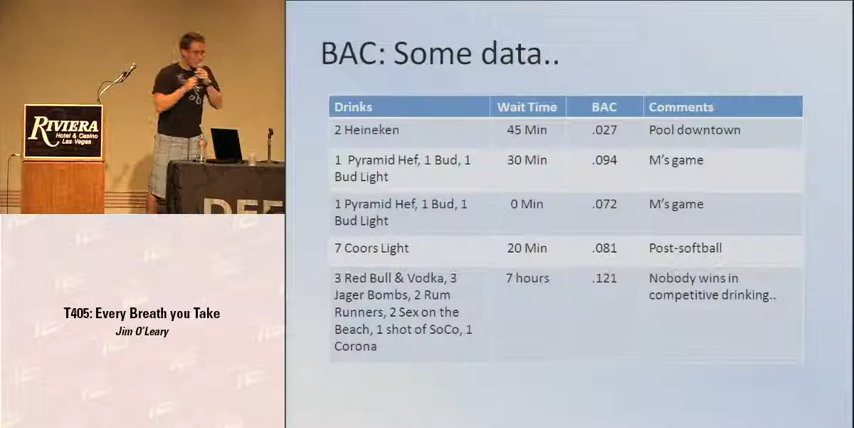 RIVIERA
Hotel & Casino
Las Vegas
DEF
T405: Every Breath you Take
Jim O'Leary
BAC: Some data..
Drinks Wait Time BAC Comments
2 Heineken 45 Min .027 Pool downtown
1 Pyramid Hef, 1 Bud, 1 30 Min .094 M's game
Bud Light
1 Pyramid Hef, 1 Bud, 1 0 Min .072 M's game
Bud Light
7 Coors Light 20 Min .081 Post-softball
3 Red Bull & Vodka, 3 7 hours .121 Nobody wins in
Jager Bombs, 2 Rum competitive drinking..
Runners, 2 Sex on the
Beach, 1 shot of SoCo, 1
Corona